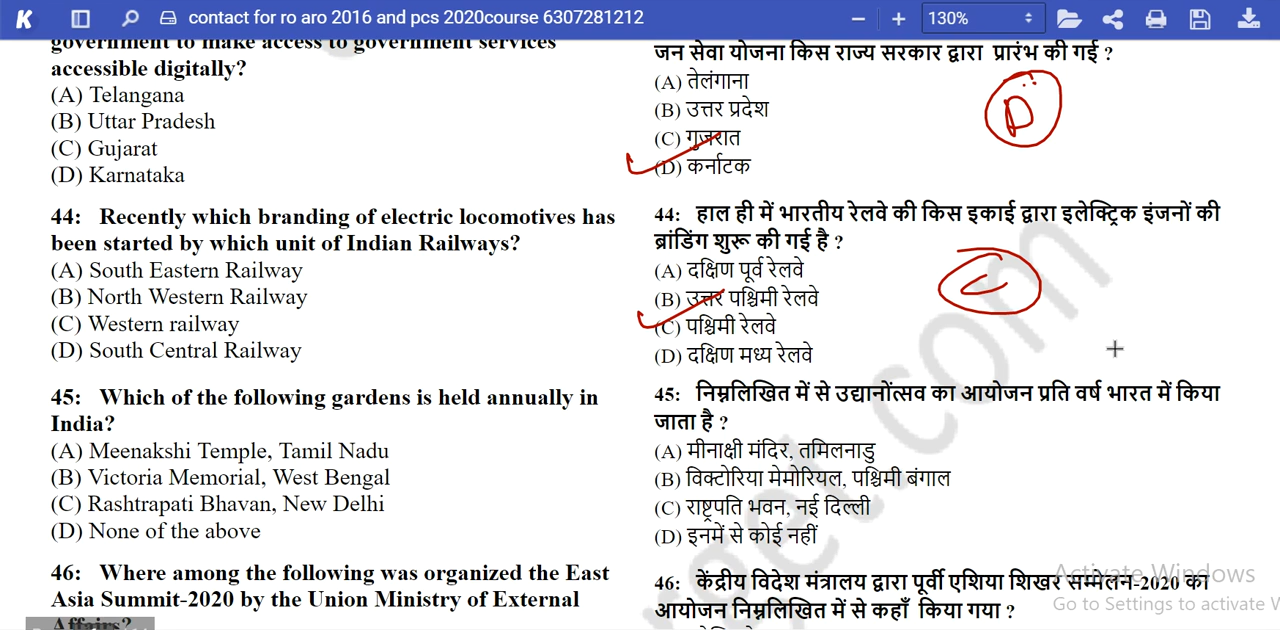 contact for ro aro 2016 and pcs 2020course 6307281212
130%
government to make access to government services
accessible digitally?
(A) Telangana
(B) Uttar Pradesh
(C) Gujarat
(D) Karnataka
44: Recently which branding of electric locomotives has
been started by which unit of Indian Railways?
(A) South Eastern Railway
(B) North Western Railway
(C) Western railway
(D) South Central Railway
45: Which of the following gardens is held annually in
India?
(A) Meenakshi Temple, Tamil Nadu
(B) Victoria Memorial, West Bengal
(C) Rashtrapati Bhavan, New Delhi
(D) None of the above
46: Where among the following was organized the East
Asia Summit-2020 by the Union Ministry of External
Affairs?
जन सेवा योजना किस राज्य सरकार द्वारा प्रारंभ की गई ?
(A) तेलंगाना
(B) उत्तर प्रदेश
(C) गुजरात
(D) कर्नाटक
D
44: हाल ही में भारतीय रेलवे की किस इकाई द्वारा इलेक्ट्रिक इंजनों की
ब्रांडिंग शुरू की गई है ?
(A) दक्षिण पूर्व रेलवे
(B) उत्तर पश्चिमी रेलवे
(C) पश्चिमी रेलवे
(D) दक्षिण मध्य रेलवे
C
45: निम्नलिखित में से उद्यानोंत्सव का आयोजन प्रति वर्ष भारत में किया
जाता है ?
(A) मीनाक्षी मंदिर, तमिलनाडु
(B) विक्टोरिया मेमोरियल, पश्चिमी बंगाल
(C) राष्ट्रपति भवन, नई दिल्ली
(D) इनमें से कोई नहीं
46: केंद्रीय विदेश मंत्रालय द्वारा पूर्वी एशिया शिखर सम्मेलन-2020 का
आयोजन निम्नलिखित में से कहाँ किया गया ?
Activate Windows
Go to Settings to activate